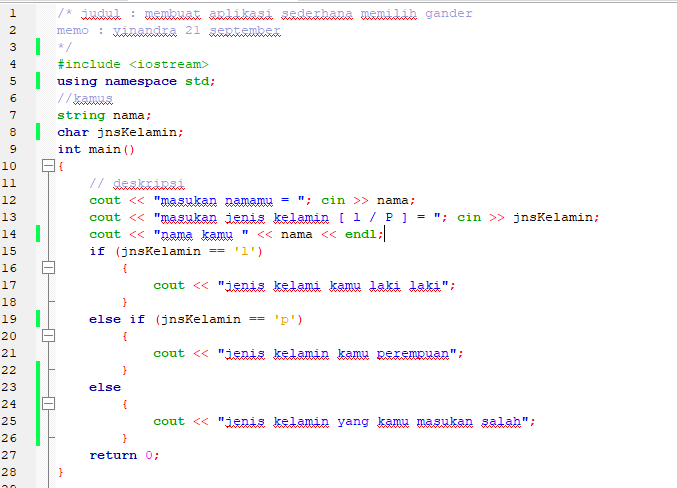 1 /* judul : membuat aplikasi sederhana memilih gander
2 memo : yinandra 21 september
3 */
4 #include <iostream>
5 using namespace std;
6 //kamus
7 string nama;
8 char jnsKelamin;
9 int main()
10 {
11 // deskripsi
12 cout << "masukan namamu = "; cin >> nama;
13 cout << "masukan jenis kelamin [ l / P ] = "; cin >> jnsKelamin;
14 cout << "nama kamu " << nama << endl;
15 if (jnsKelamin == 'l')
16 {
17 cout << "jenis kelami kamu laki laki";
18 }
19 else if (jnsKelamin == 'p')
20 {
21 cout << "jenis kelamin kamu perempuan";
22 }
23 else
24 {
25 cout << "jenis kelamin yang kamu masukan salah";
26 }
27 return 0;
28 }